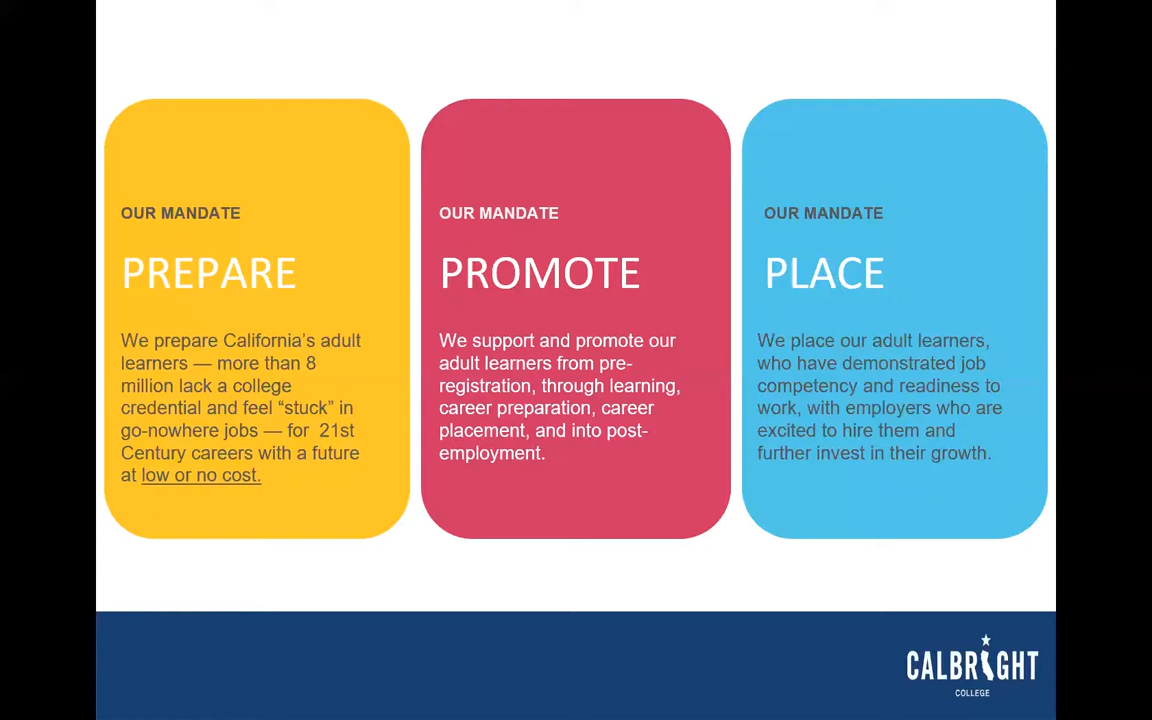 OUR MANDATE
PREPARE
We prepare California’s adult
learners — more than 8
million lack a college
credential and feel “stuck” in
go-nowhere jobs — for  21st
Century careers with a future
at low or no cost.
OUR MANDATE
PROMOTE
We support and promote our
adult learners from pre-
registration, through learning,
career preparation, career
placement, and into post-
employment.
OUR MANDATE
PLACE
We place our adult learners,
who have demonstrated job
competency and readiness to
work, with employers who are
excited to hire them and
further invest in their growth.
CALBRIGHT
COLLEGE